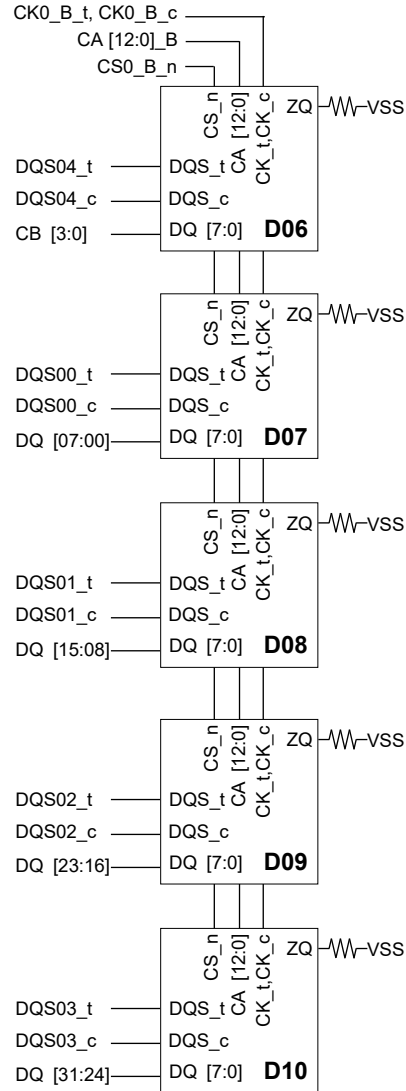 CK0_B_t, CK0_B_c
CA [12:0]_B
CS0_B_n
CS_n
CA [12:0]
CK_t,CK_c
ZQ
VSS
DQS04_t
DQS_t
DQS04_c
DQS_c
CB [3:0]
DQ [7:0]
D06
CS_n
CA [12:0]
CK_t,CK_c
ZQ
VSS
DQS00_t
DQS_t
DQS00_c
DQS_c
DQ [07:00]
DQ [7:0]
D07
CS_n
CA [12:0]
CK_t,CK_c
ZQ
VSS
DQS01_t
DQS_t
DQS01_c
DQS_c
DQ [15:08]
DQ [7:0]
D08
CS_n
CA [12:0]
CK_t,CK_c
ZQ
VSS
DQS02_t
DQS_t
DQS02_c
DQS_c
DQ [23:16]
DQ [7:0]
D09
CS_n
CA [12:0]
CK_t,CK_c
ZQ
VSS
DQS03_t
DQS_t
DQS03_c
DQS_c
DQ [31:24]
DQ [7:0]
D10